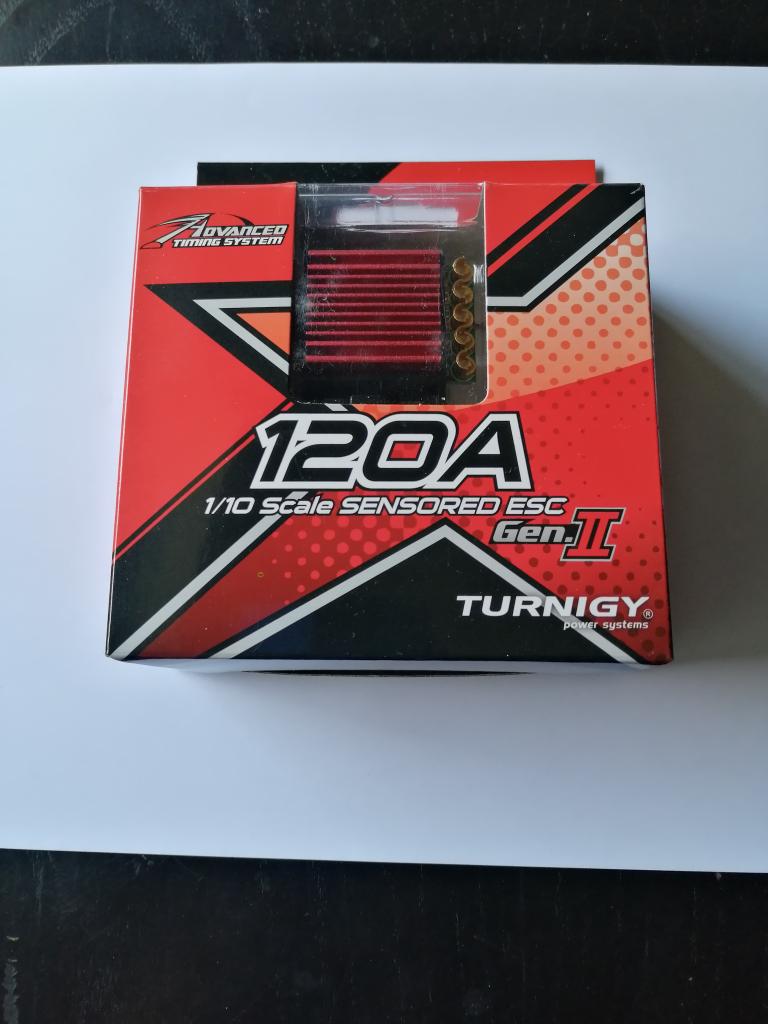 ADVANCED
TIMING SYSTEM
120A
1/10 Scale SENSORED ESC
Gen.II
TURNIGY®
power systems